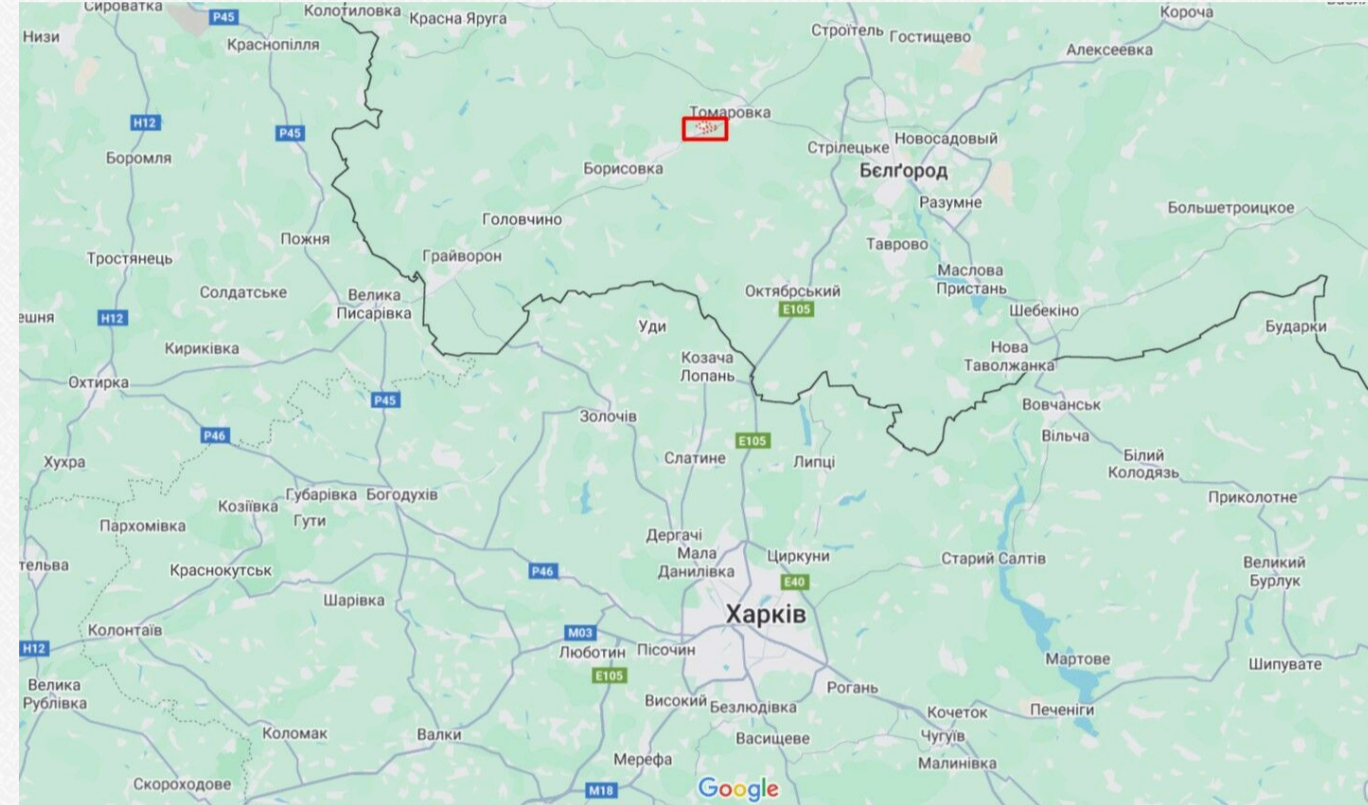 Сироватка
Колотиловка
Красна Яруга
Короча
P45
Низи
Краснопілля
Строїтель
Гостищево
Алексеевка
H12
P45
Томаровка
Боромля
Борисовка
Стрілецьке
Новосадовый
Бєлґород
Разумне
Головчино
Большетроицкое
Пожня
Тростянець
Грайворон
Таврово
Маслова
Пристань
Солдатське
Велика
Писарівка
Октябрський
E105
Шебекіно
H12
Уди
Бударки
Кириківка
Козача
Лопань
Нова
Таволжанка
Охтирка
P45
Золочів
Вовчанськ
P46
E105
Вільча
Хухра
Слатине
Липці
Білий
Колодязь
Губарівка
Богодухів
Приколотне
Козіївка
Гути
Пархомівка
Дергачі
Мала
Данилівка
Циркуни
Старий Салтів
Великий
Бурлук
Краснокутськ
P46
E40
Шарівка
Харків
Колонтаїв
M03
H12
Люботин
Пісочин
Мартове
Шипувате
E105
Велика
Рублівка
Рогань
Високий
Безлюдівка
Кочеток
Печеніги
Коломак
Валки
Васищеве
Чугуїв
Мерефа
Малинівка
Скороходове
M18
Google